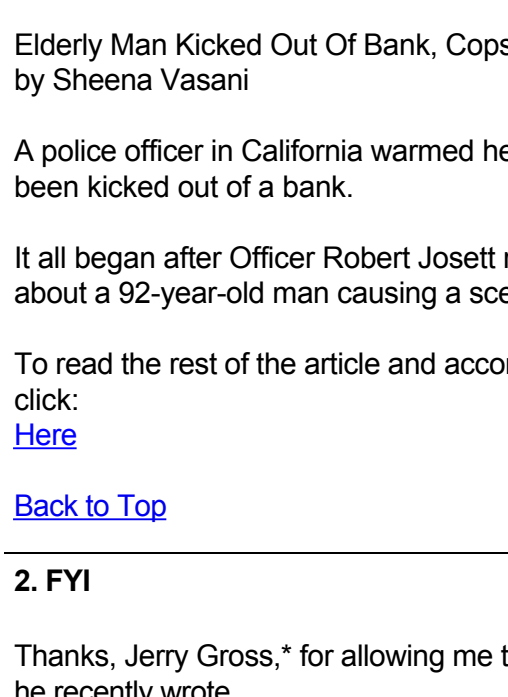 Elderly Man Kicked Out Of Bank, Cops
by Sheena Vasani
A police officer in California warmed he
been kicked out of a bank.
It all began after Officer Robert Josett
about a 92-year-old man causing a sce
To read the rest of the article and
click:
Here
Back to Top
2. FYI
Thanks, Jerry Gross,* for allowing me t
he recently wrote